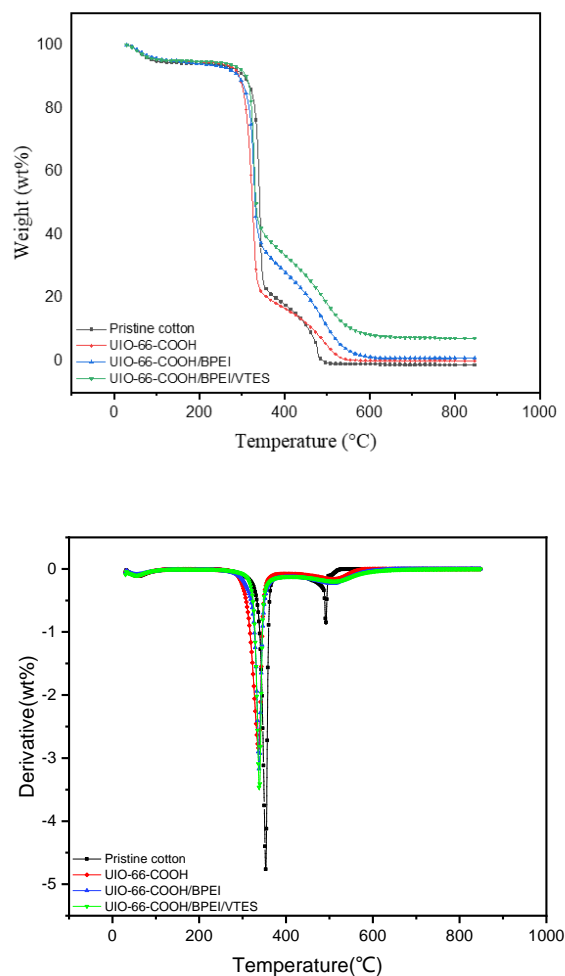 100
80
60
40
20
0
Weight (wt%)
Pristine cotton
UIO-66-COOH
UIO-66-COOH/BPEI
UIO-66-COOH/BPEI/VTES
0 200 400 600 800 1000
Temperature (°C)
0
-1
-2
-3
-4
-5
Derivative(wt%)
Pristine cotton
UIO-66-COOH
UIO-66-COOH/BPEI
UIO-66-COOH/BPEI/VTES
0 200 400 600 800 1000
Temperature(℃)